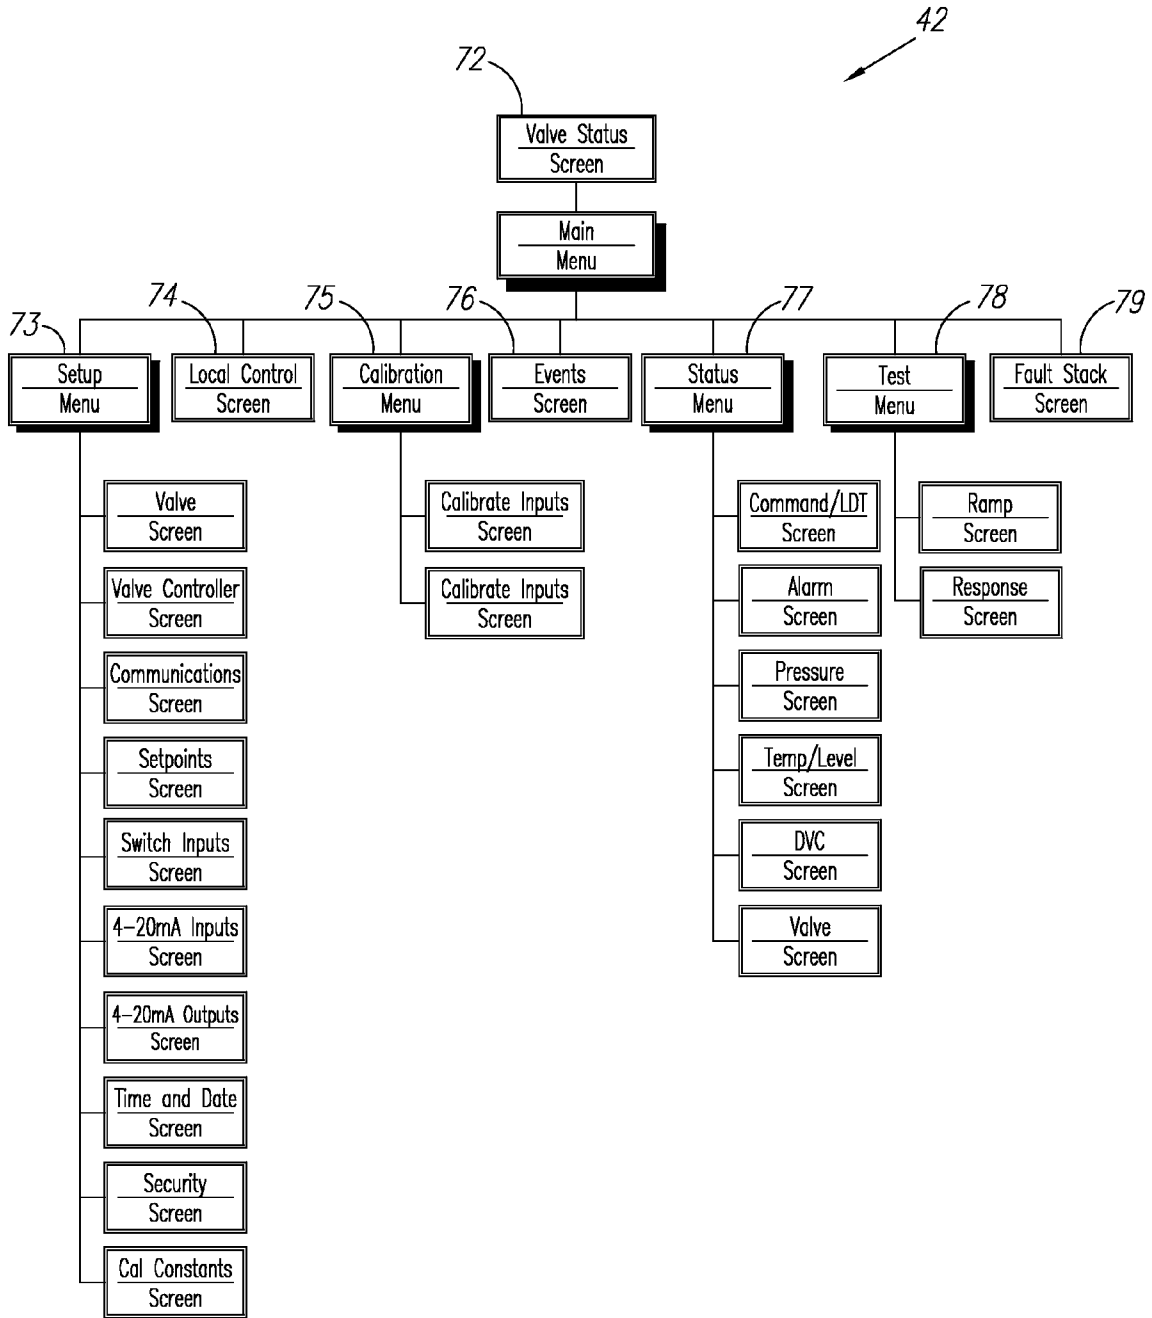 42
72
Valve Status
Screen
Main
Menu
73
74
75
76
77
78
79
Setup
Menu
Local Control
Screen
Calibration
Menu
Events
Screen
Status
Menu
Test
Menu
Fault Stack
Screen
Valve
Screen
Valve Controller
Screen
Communications
Screen
Setpoints
Screen
Switch Inputs
Screen
4-20mA Inputs
Screen
4-20mA Outputs
Screen
Time and Date
Screen
Security
Screen
Cal Constants
Screen
Calibrate Inputs
Screen
Calibrate Inputs
Screen
Command/LDT
Screen
Alarm
Screen
Pressure
Screen
Temp/Level
Screen
DVC
Screen
Valve
Screen
Ramp
Screen
Response
Screen